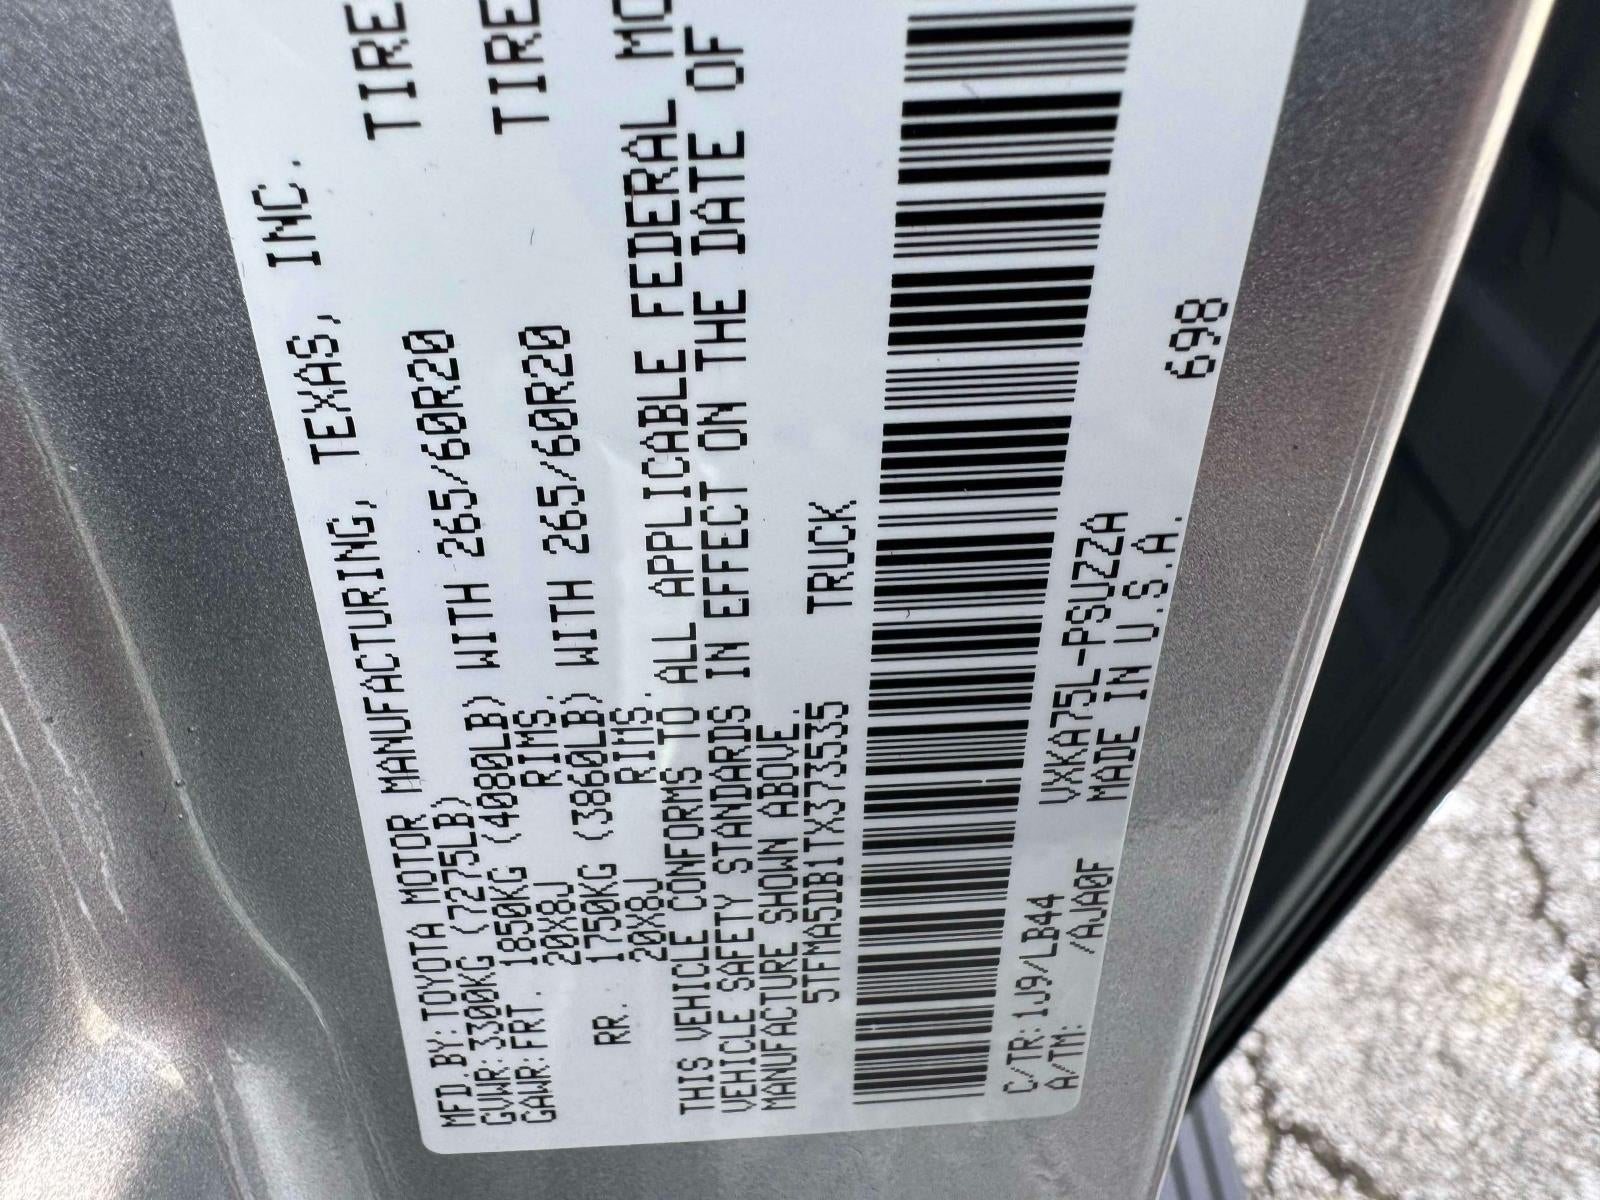 MFD.BY:TOYOTA MOTOR MANUFACTURING, TEXAS, INC.
GVWR:3300KG (7275LB)
GAWR:FRT. 1850KG (4080LB) WITH 265/60R20 TIRE
20X8J RIMS.
RR. 1750KG (3860LB) WITH 265/60R20 TIRE
20X8J RIMS.
THIS VEHICLE CONFORMS TO ALL APPLICABLE FEDERAL MO
VEHICLE SAFETY STANDARDS IN EFFECT ON THE DATE OF
MANUFACTURE SHOWN ABOVE.
5TFMA5DB1TX373535 TRUCK
C/TR:1J9/LB44 VXKA75L-PSUZZA 698
A/TM: /AJA0F MADE IN U.S.A.